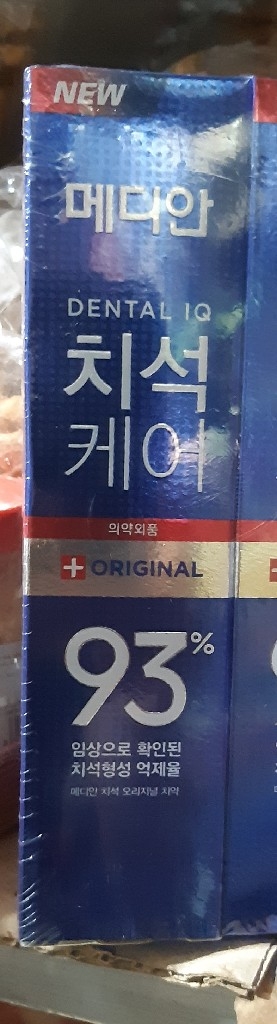 NEW
메디안
DENTAL IQ
치석
케어
의약외품
ORIGINAL
93%
임상으로 확인된
치석형성 억제율
메디안 치석 오리지널 치약